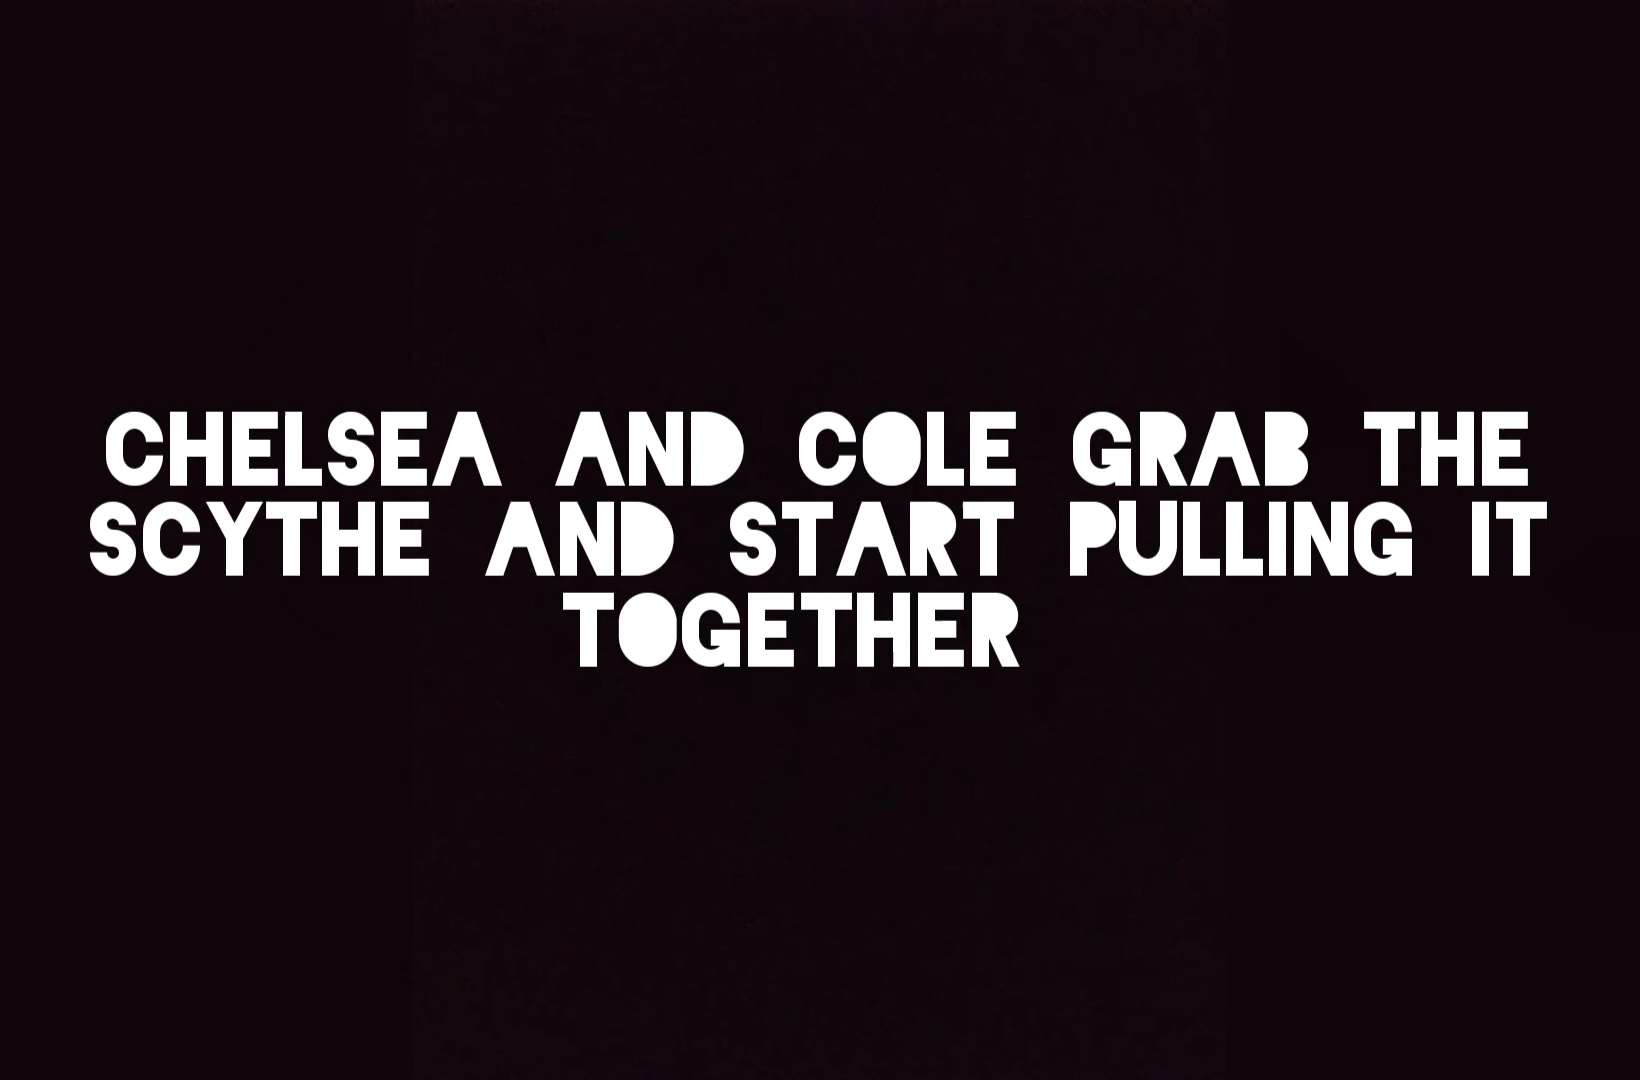 CHELSEA AND COLE GRAB THE
SCYTHE AND START PULLING IT
TOGETHER